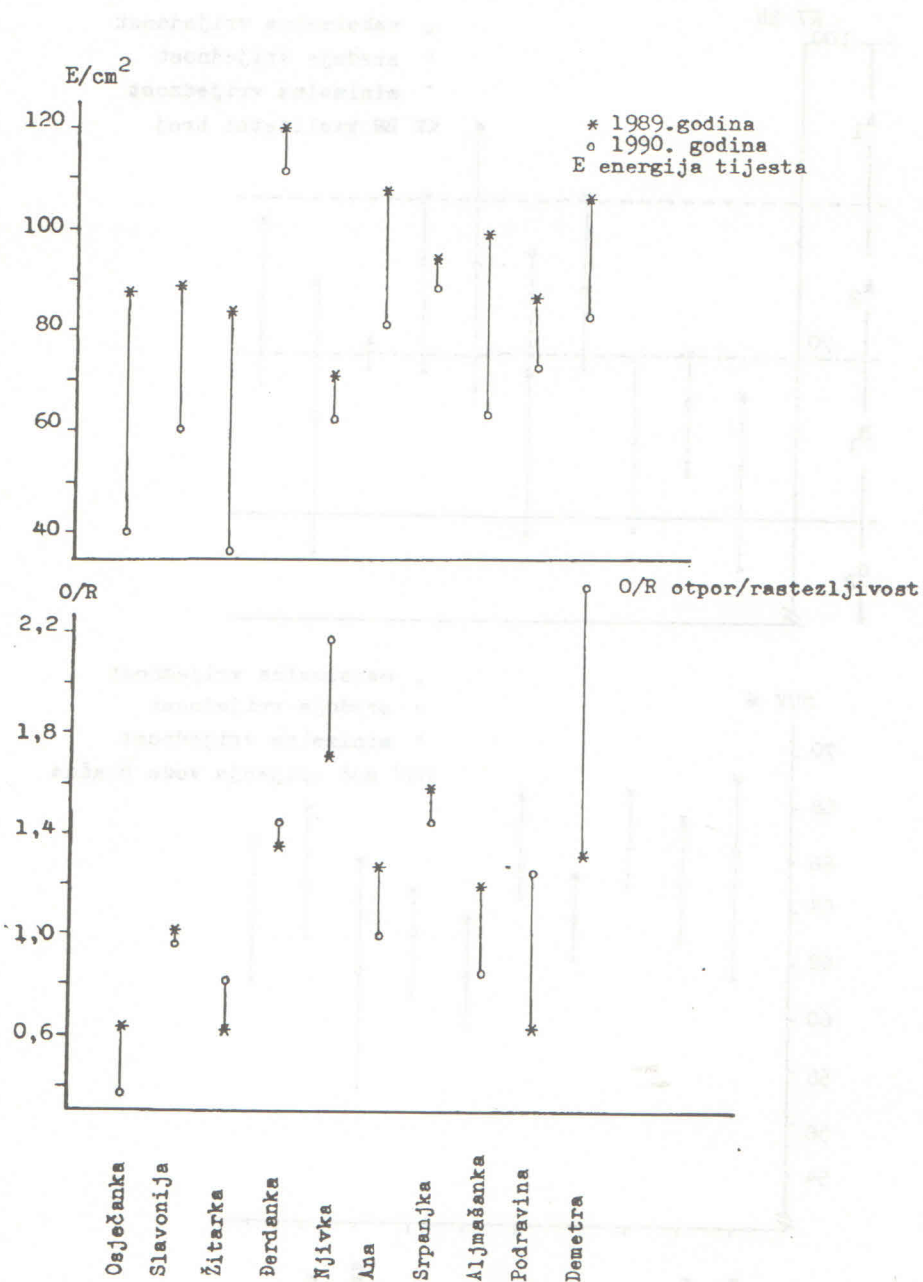 E/cm²
* 1989.godina
o 1990. godina
E energija tijesta
120
100
80
60
40
O/R
O/R otpor/rastezljivost
2,2
1,8
1,4
1,0
0,6
Osječanka
Slavonija
Žitarka
Đerdanka
Njivka
Ana
Srpanjka
Aljmašanka
Podravina
Demetra